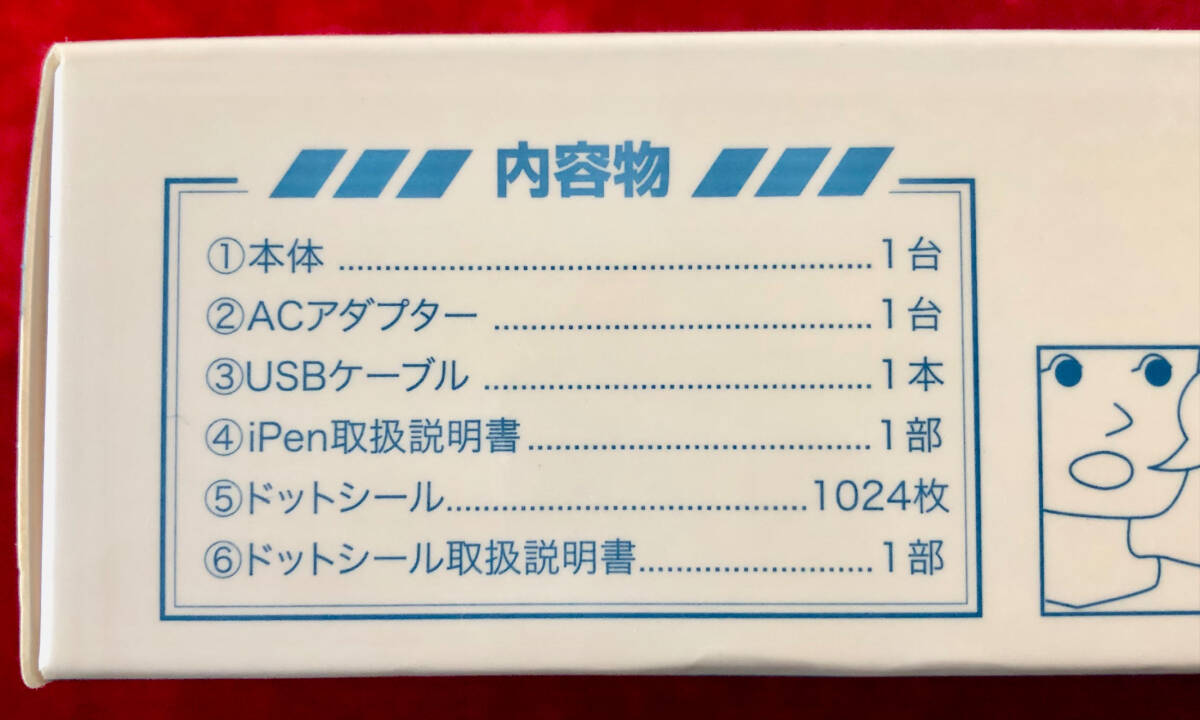 内容物
①本体 ........................................................ 1台
②ACアダプター ........................................ 1台
③USBケーブル ......................................... 1本
④iPen取扱説明書 .................................... 1部
⑤ドットシール...................................... 1024枚
⑥ドットシール取扱説明書......................... 1部